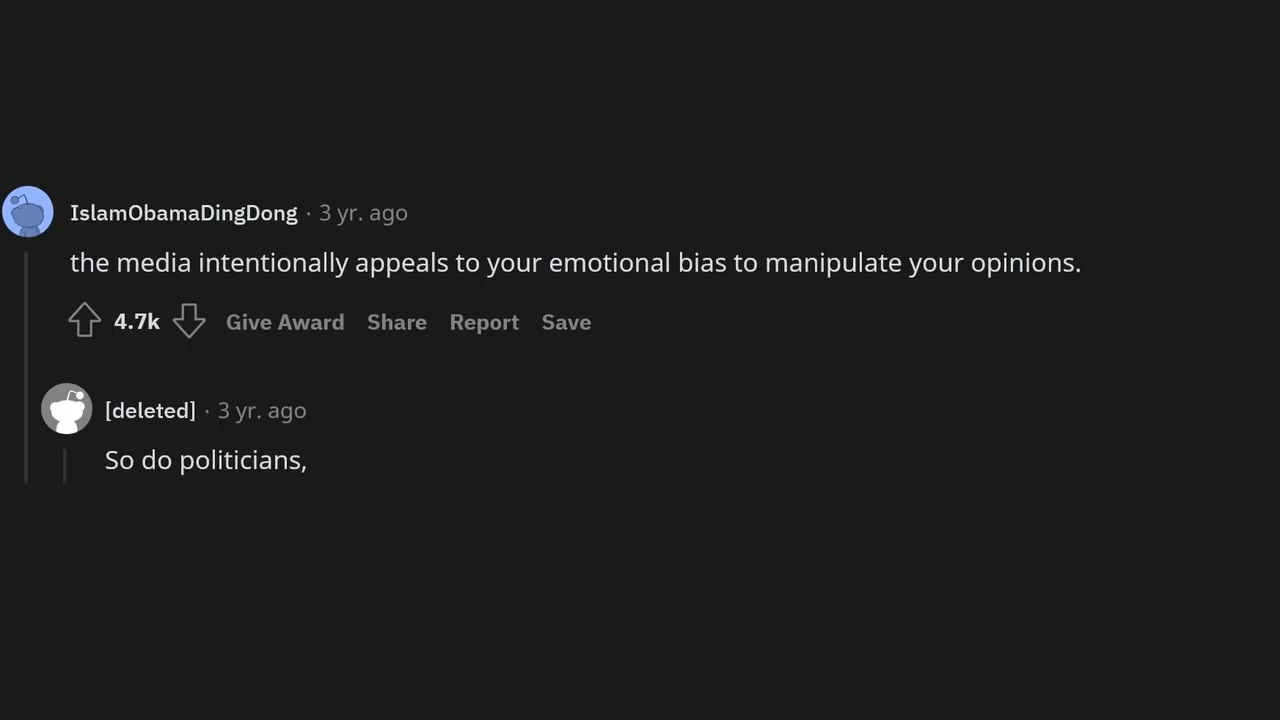 IslamObamaDingDong · 3 yr. ago
the media intentionally appeals to your emotional bias to manipulate your opinions.
4.7k Give Award Share Report Save
[deleted] · 3 yr. ago
So do politicians,